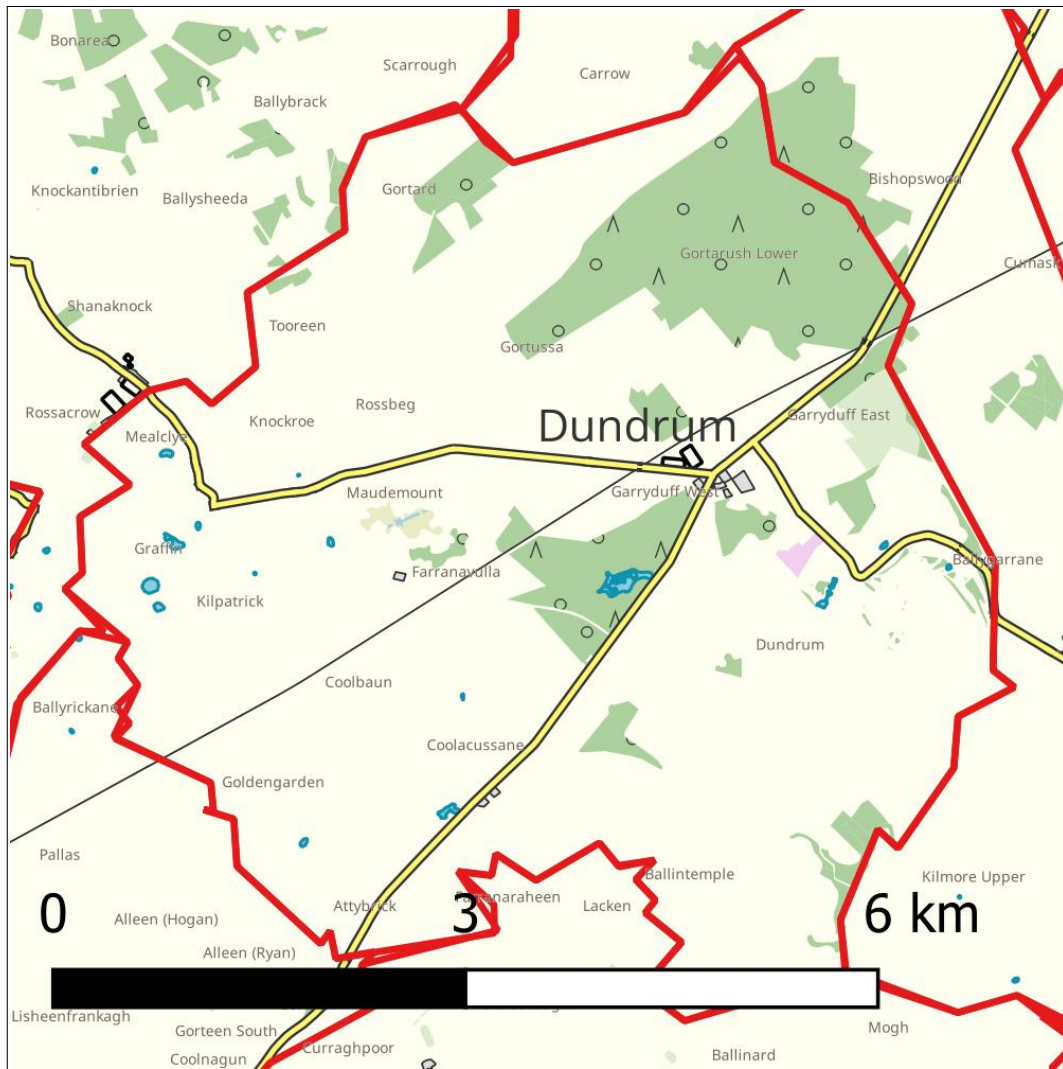 Bonarea
Scarrough
Carrow
Ballybrack
Knockantibrien
Ballysheeda
Gortard
Bishopswood
Gortarush Lower
Cumask
Shanaknock
Tooreen
Gortussa
Rossacrow
Rossbeg
Knockroe
Mealclye
Dundrum
Garryduff East
Maudemount
Garryduff West
Graffin
Farranavulla
Ballygarrane
Kilpatrick
Dundrum
Coolbaun
Ballyrickane
Coolacussane
Goldengarden
Pallas
Ballintemple
Kilmore Upper
Farranaraheen
Attybrick
Lacken
0 3 6 km
Alleen (Hogan)
Alleen (Ryan)
Lisheenfrankagh
Gorteen South
Mogh
Curraghpoor
Coolnagun
Ballinard